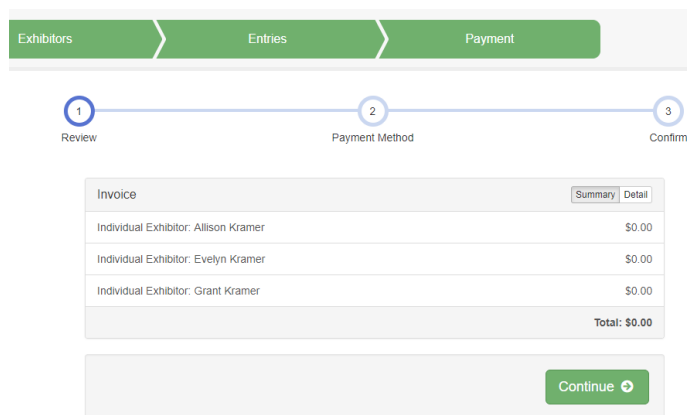 Exhibitors Entries Payment
1 2 3
Review Payment Method Confirm
Invoice Summary Detail
Individual Exhibitor: Allison Kramer $0.00
Individual Exhibitor: Evelyn Kramer $0.00
Individual Exhibitor: Grant Kramer $0.00
Total: $0.00
Continue